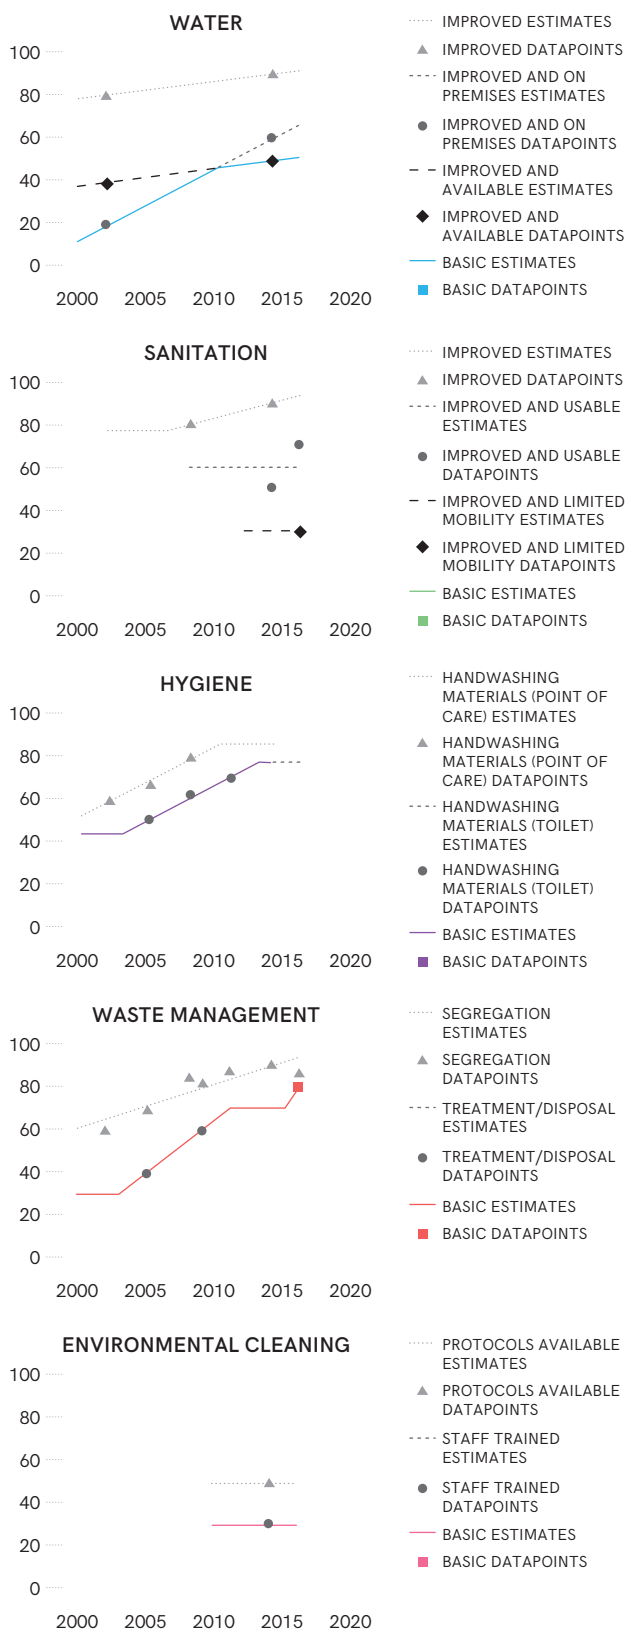 WATER
100
80
60
40
20
0
2000 2005 2010 2015 2020
IMPROVED ESTIMATES
IMPROVED DATAPOINTS
IMPROVED AND ON
PREMISES ESTIMATES
IMPROVED AND ON
PREMISES DATAPOINTS
IMPROVED AND
AVAILABLE ESTIMATES
IMPROVED AND
AVAILABLE DATAPOINTS
BASIC ESTIMATES
BASIC DATAPOINTS
SANITATION
100
80
60
40
20
0
2000 2005 2010 2015 2020
IMPROVED ESTIMATES
IMPROVED DATAPOINTS
IMPROVED AND USABLE
ESTIMATES
IMPROVED AND USABLE
DATAPOINTS
IMPROVED AND LIMITED
MOBILITY ESTIMATES
IMPROVED AND LIMITED
MOBILITY DATAPOINTS
BASIC ESTIMATES
BASIC DATAPOINTS
HYGIENE
100
80
60
40
20
0
2000 2005 2010 2015 2020
HANDWASHING
MATERIALS (POINT OF
CARE) ESTIMATES
HANDWASHING
MATERIALS (POINT OF
CARE) DATAPOINTS
HANDWASHING
MATERIALS (TOILET)
ESTIMATES
HANDWASHING
MATERIALS (TOILET)
DATAPOINTS
BASIC ESTIMATES
BASIC DATAPOINTS
WASTE MANAGEMENT
100
80
60
40
20
0
2000 2005 2010 2015 2020
SEGREGATION
ESTIMATES
SEGREGATION
DATAPOINTS
TREATMENT/DISPOSAL
ESTIMATES
TREATMENT/DISPOSAL
DATAPOINTS
BASIC ESTIMATES
BASIC DATAPOINTS
ENVIRONMENTAL CLEANING
100
80
60
40
20
0
2000 2005 2010 2015 2020
PROTOCOLS AVAILABLE
ESTIMATES
PROTOCOLS AVAILABLE
DATAPOINTS
STAFF TRAINED
ESTIMATES
STAFF TRAINED
DATAPOINTS
BASIC ESTIMATES
BASIC DATAPOINTS